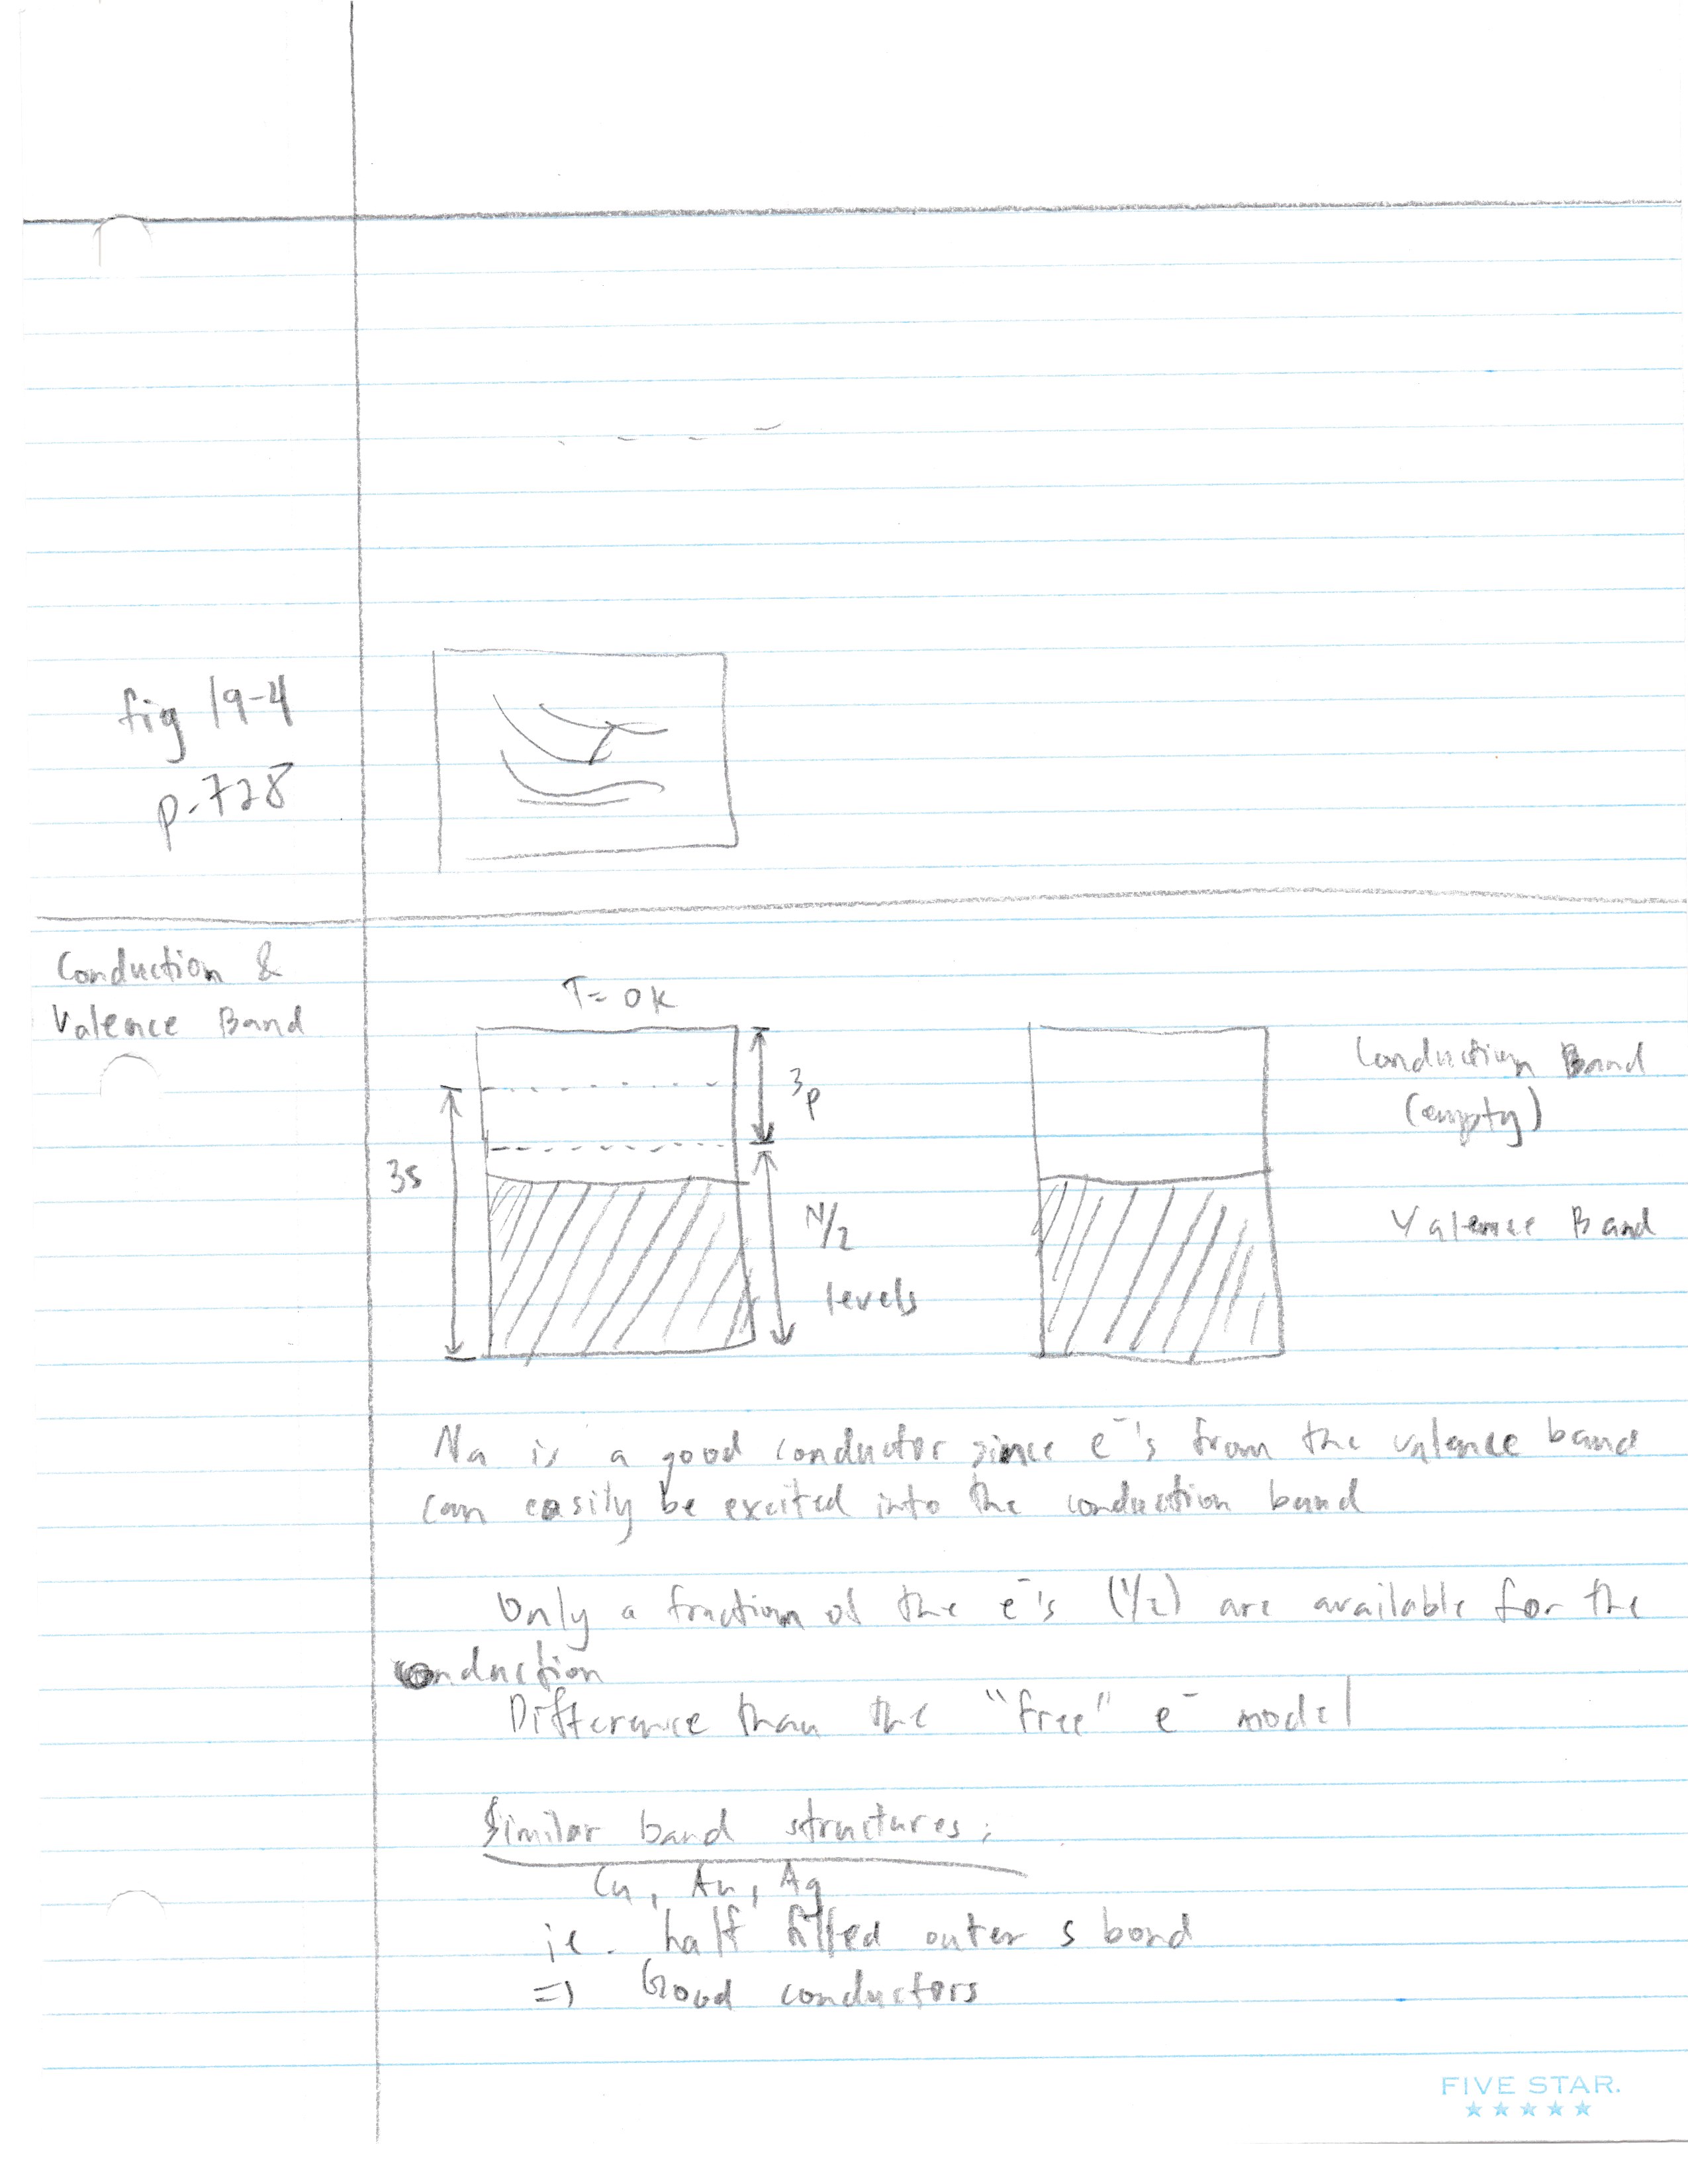 fig 19-4
p. 728
Conduction &
Valence Band
T = 0K
3p
3s
N/2
levels
Conduction Band
(empty)
Valence Band
Na is a good conductor since e⁻'s from the valence band
can easily be excited into the conduction band
Only a fraction of the e⁻'s (1/2) are available for the
conduction
Difference than the "free" e⁻ model
Similar band structures:
Cu, Au, Ag
ie. half filled outer s band
=> Good conductors
FIVE STAR.